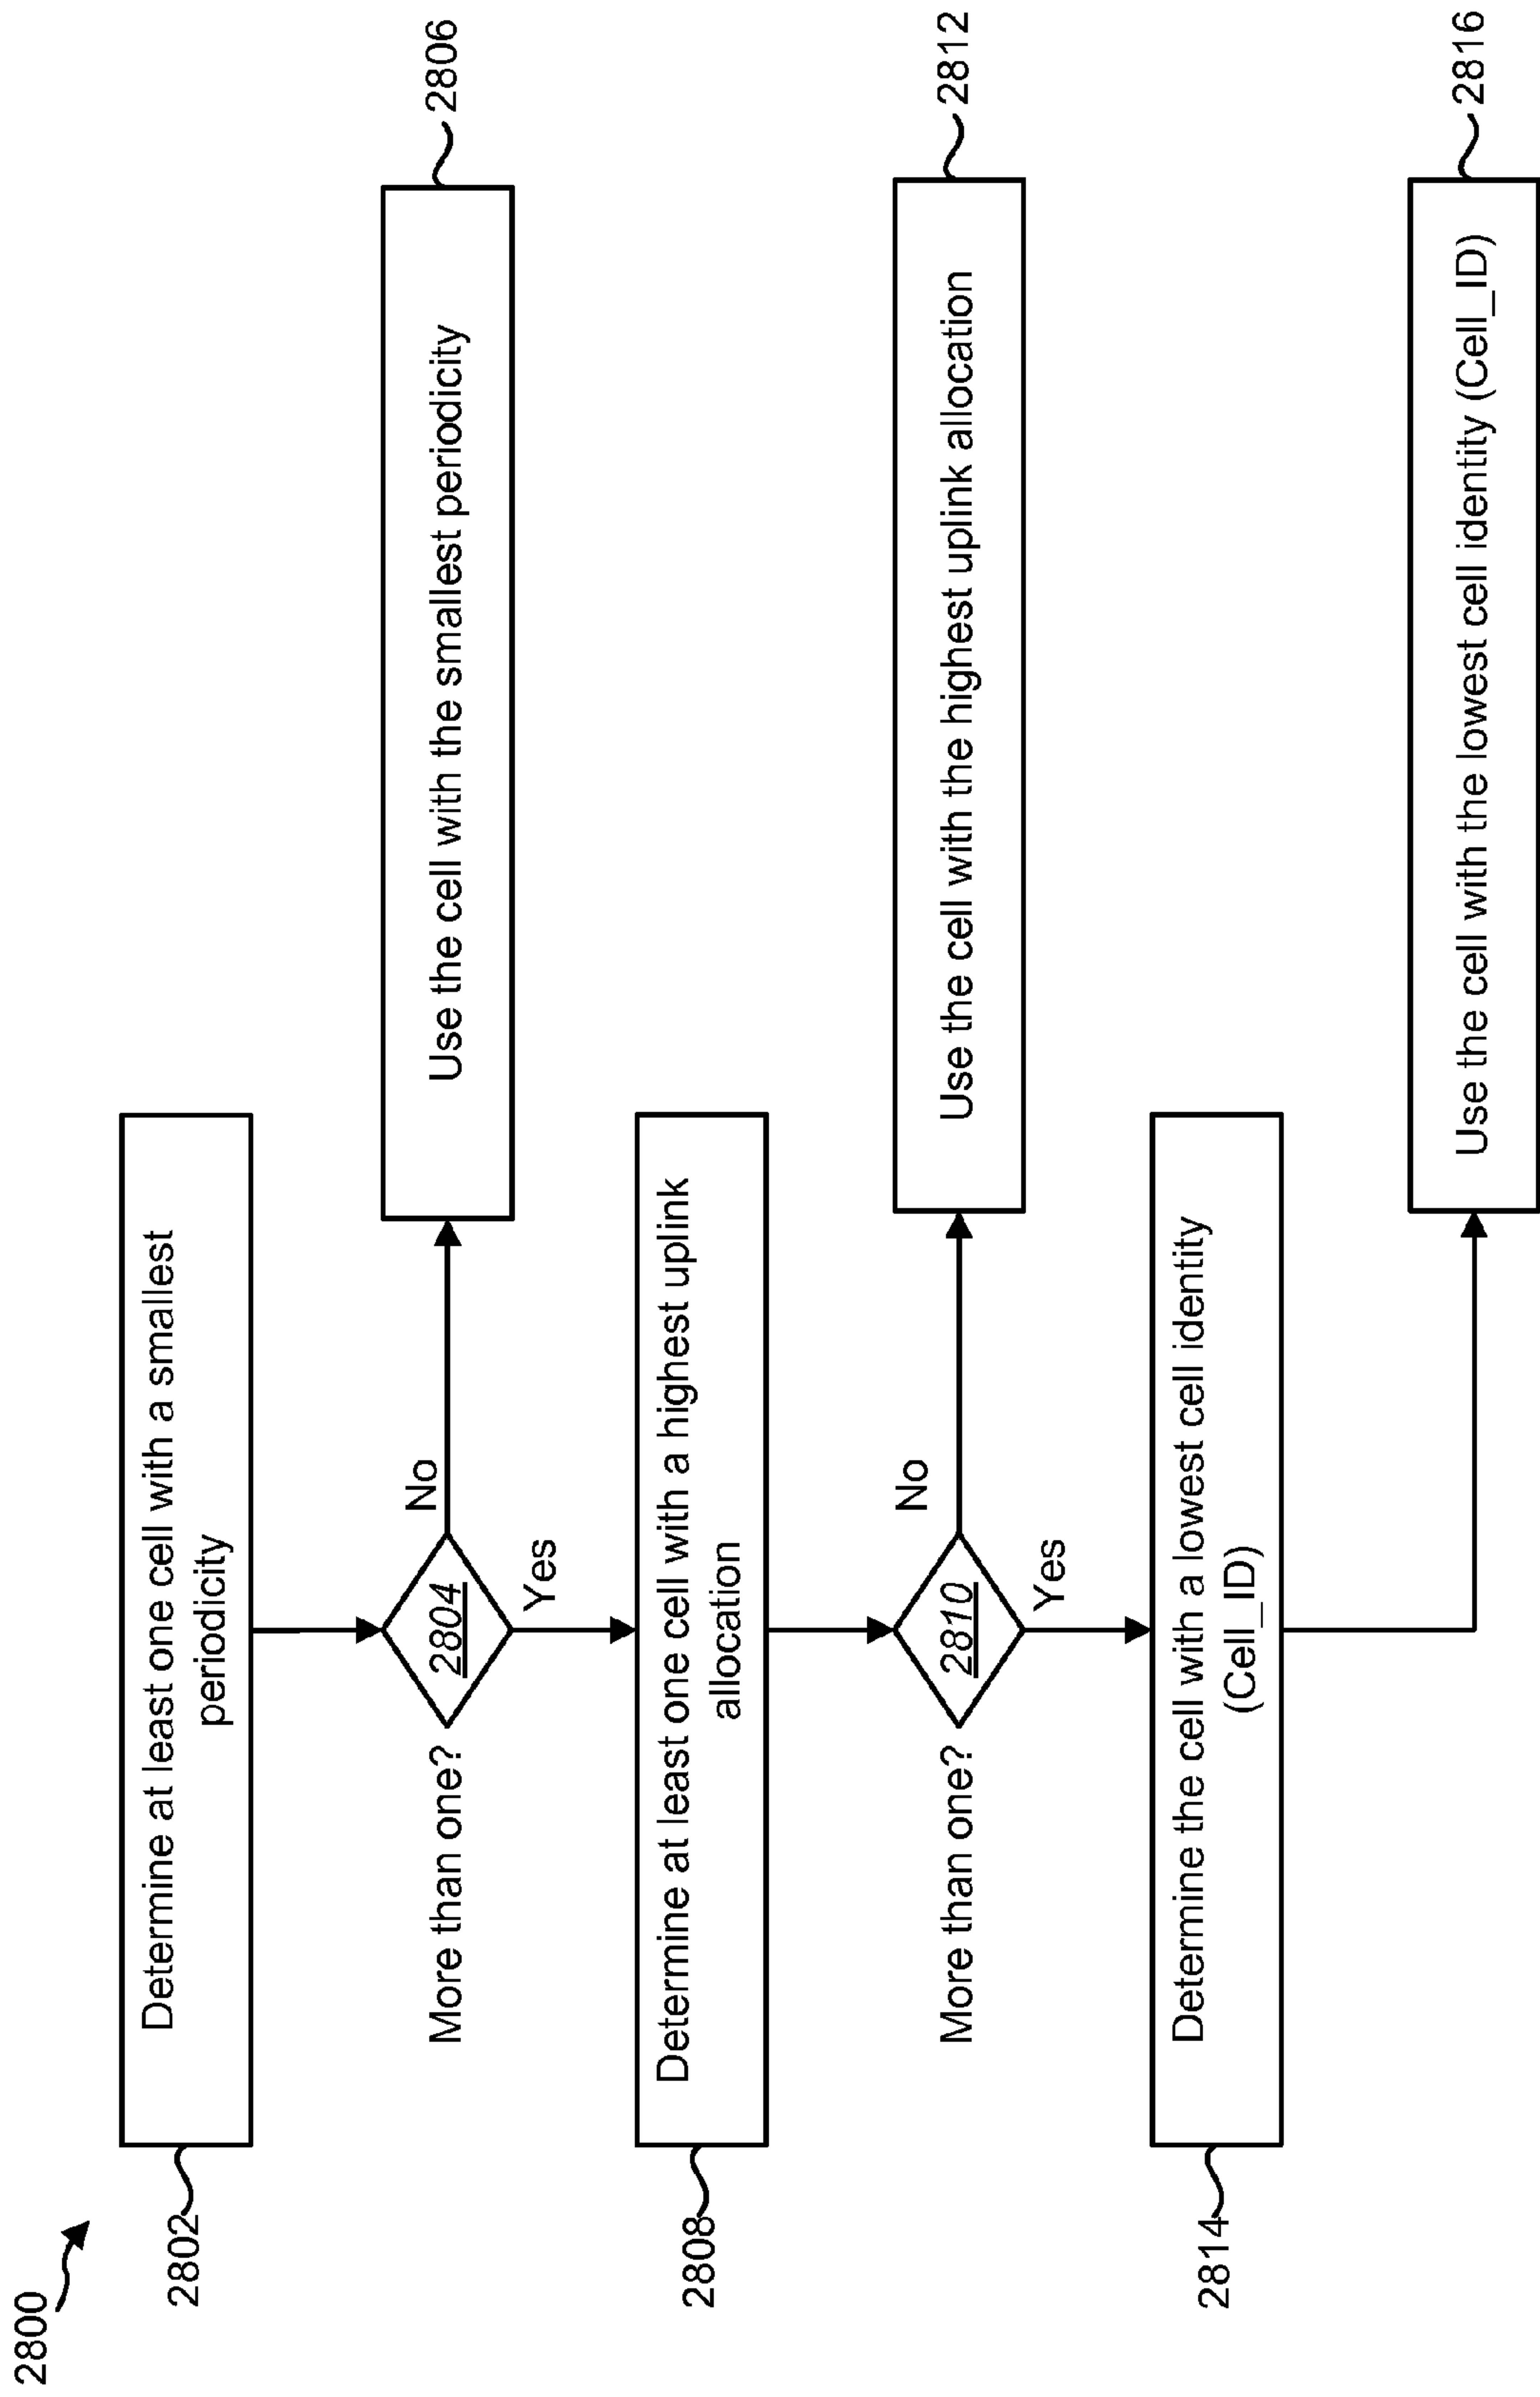 2800
2802
Determine at least one cell with a smallest
periodicity
More than one?
2804
No
Yes
Use the cell with the smallest periodicity
2806
2808
Determine at least one cell with a highest uplink
allocation
More than one?
2810
No
Yes
Use the cell with the highest uplink allocation
2812
2814
Determine the cell with a lowest cell identity
(Cell_ID)
Use the cell with the lowest cell identity (Cell_ID)
2816